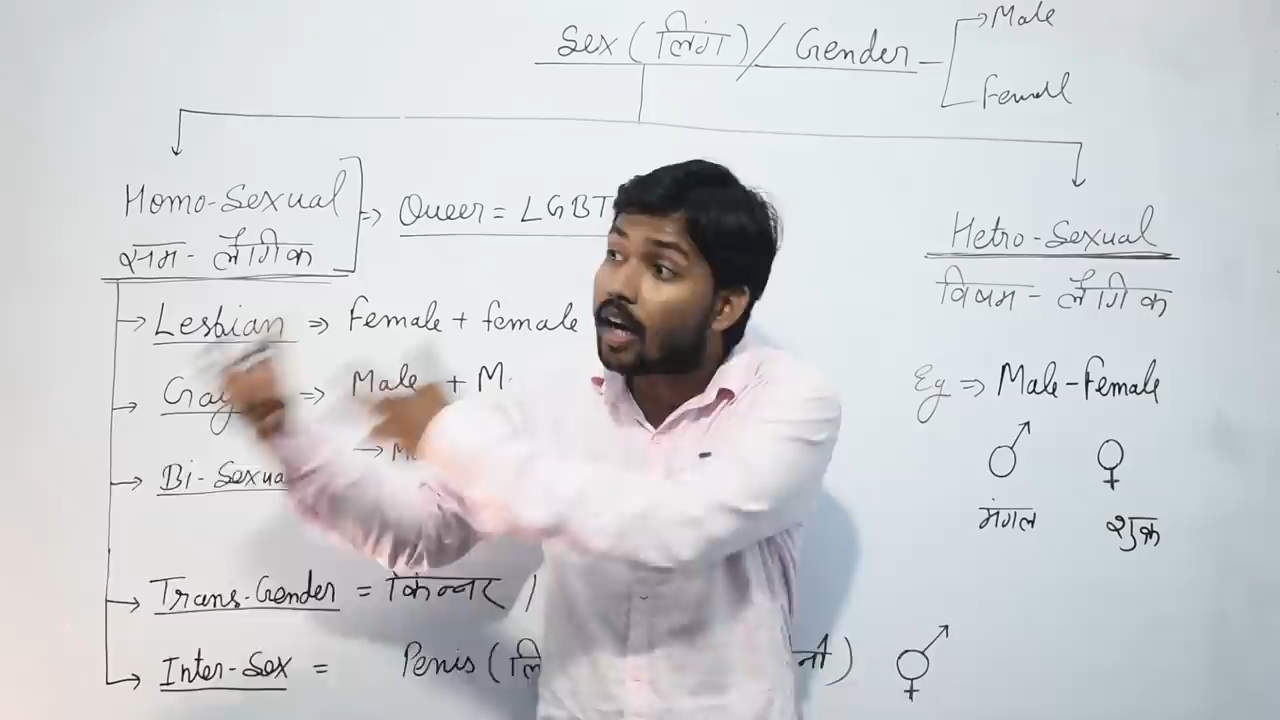 Sex (लिंग) / Gender
Male
Female
Homo-Sexual
सम-लैंगिक
⇒ Queer = LGBT
Hetro-Sexual
विषम-लैंगिक
→ Lesbian ⇒ Female + female
→ Gay ⇒ Male + M
→ Bi-Sexua
→ M
Eg ⇒ Male-Female
♂ ♀
मंगल शुक्र
→ Trans-Gender = किन्नर /
→ Inter-Sex = Penis (लि नी) ⚦